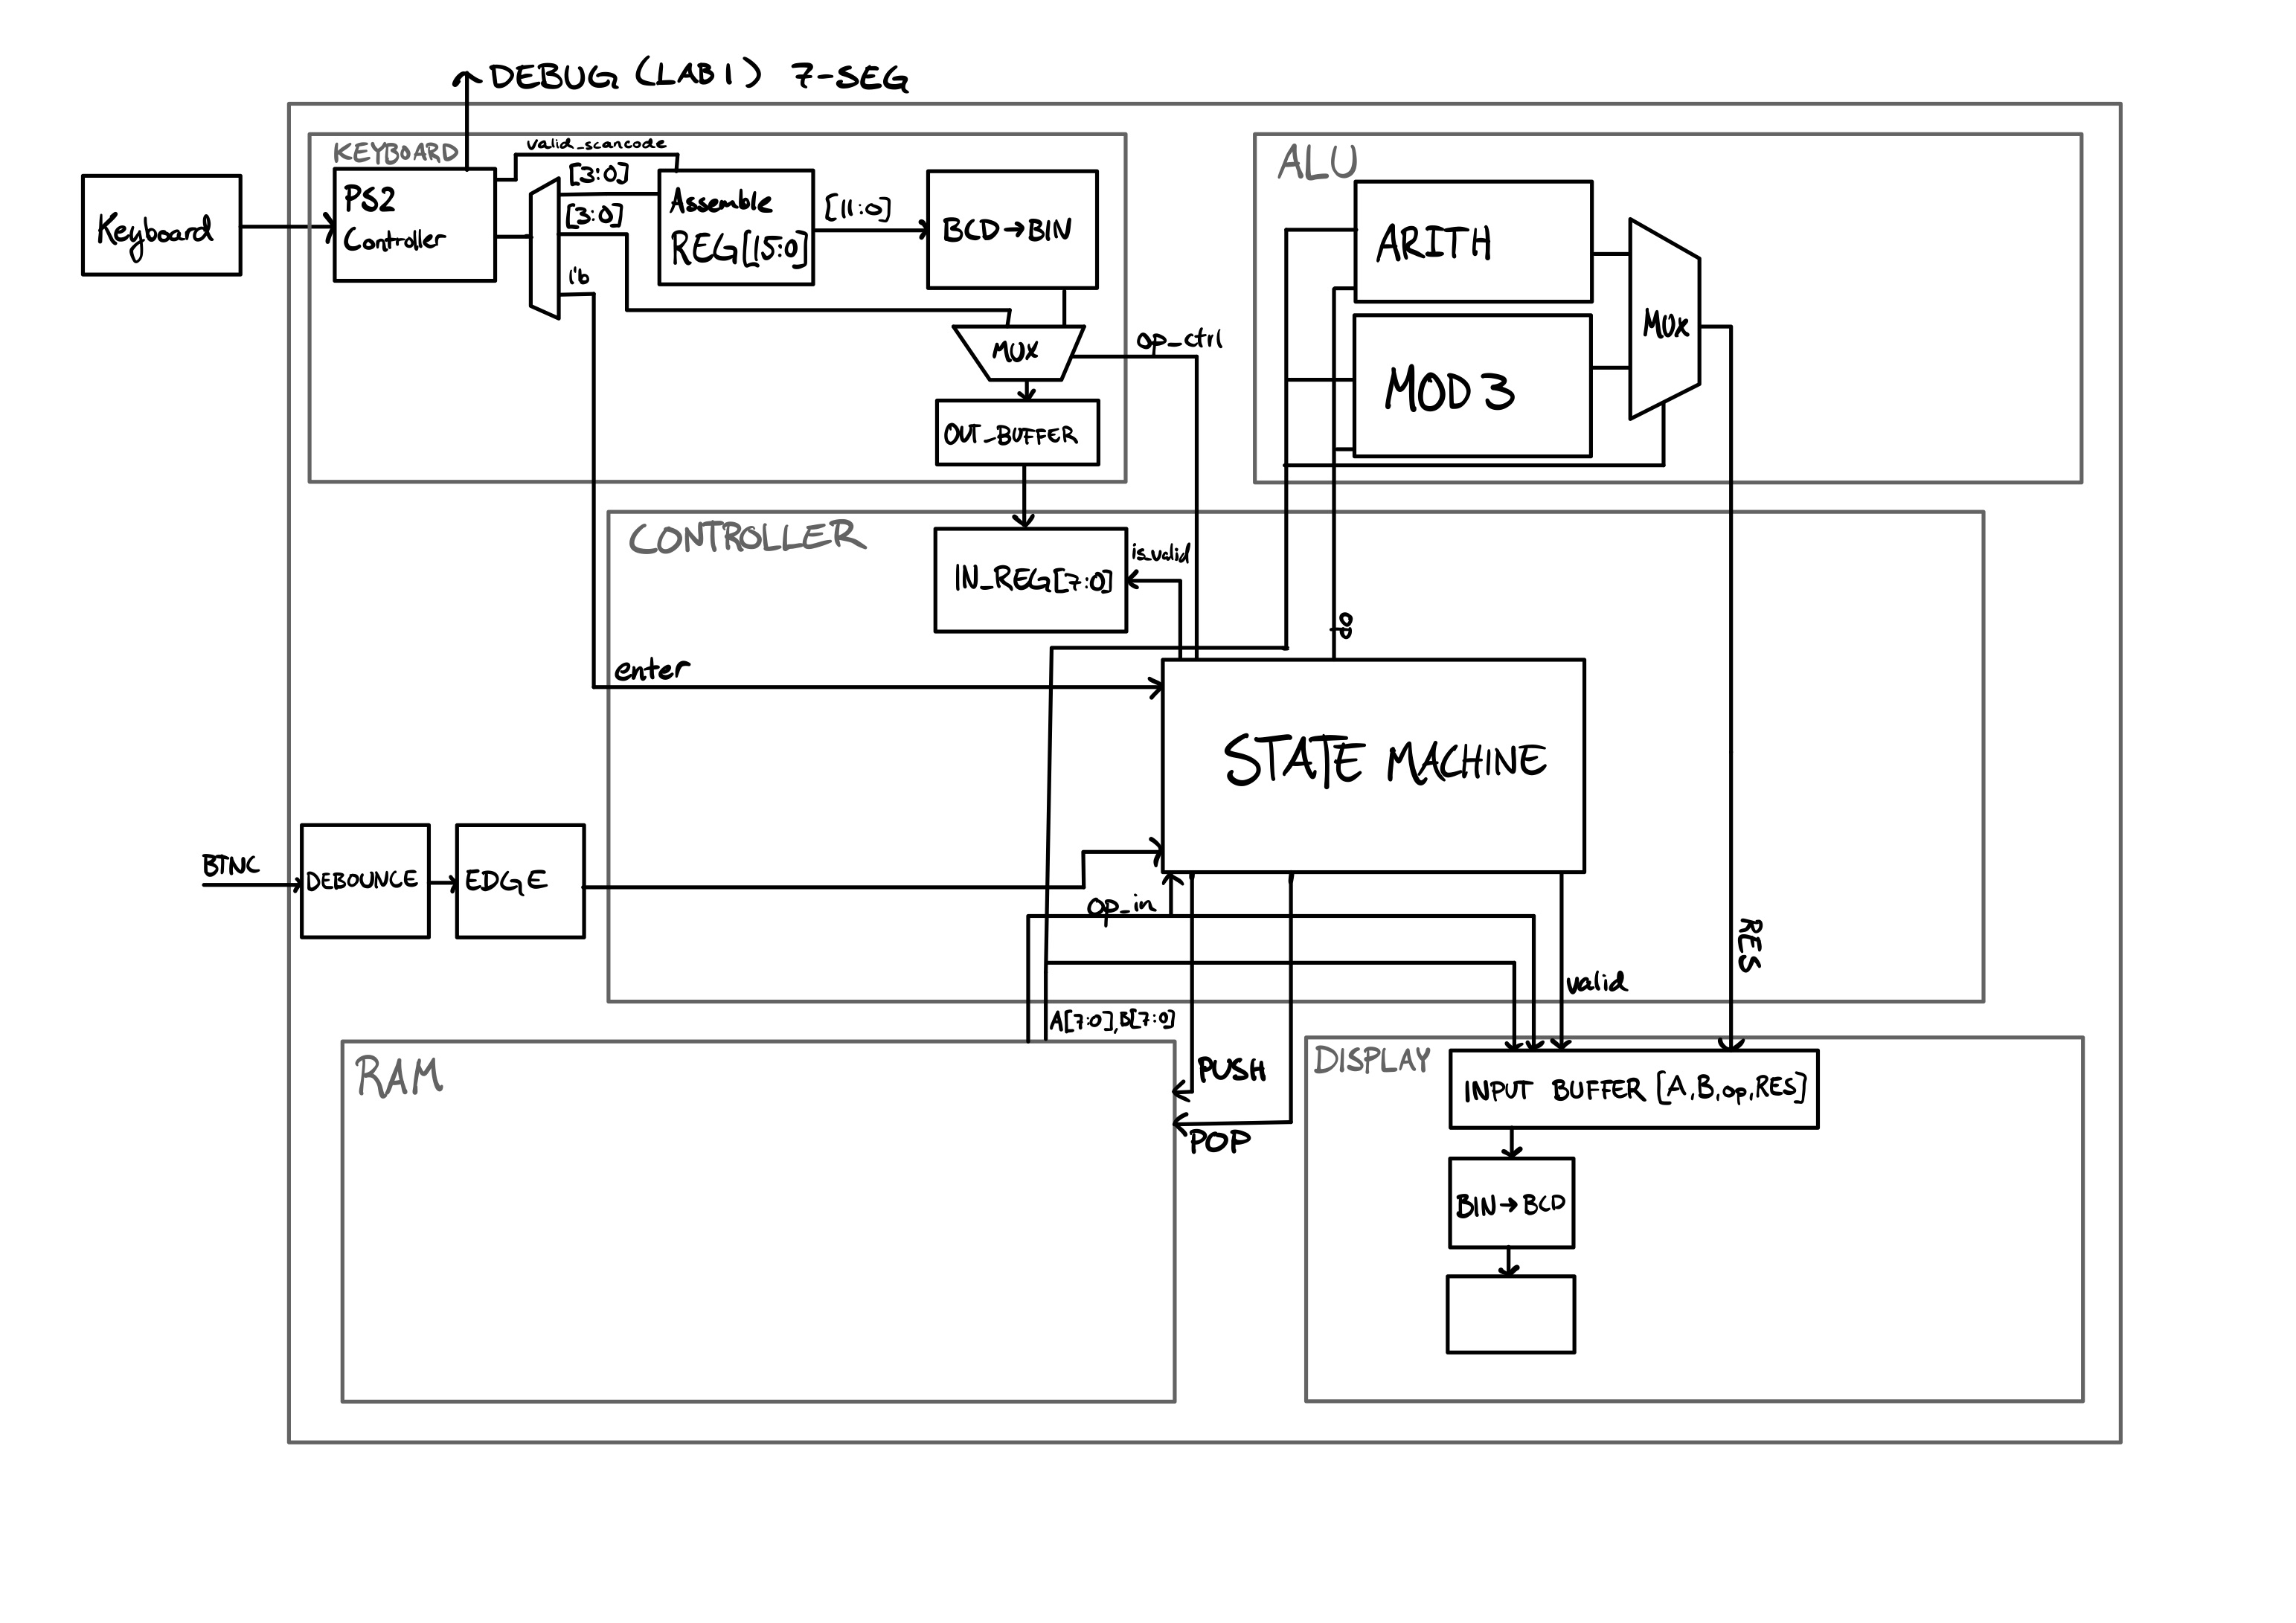 DEBUG (LAB1) 7-SEG
KEYBOARD
valid_scancode
ALU
Keyboard
PS2
Controller
[3:0]
[3:0]
1'b
Assemble
REG[15:0]
[11:0]
BCD→BIN
ARITH
MUX
op_ctrl
MUX
MOD 3
OUT_BUFFER
CONTROLLER
is_valid
IN_REG[7:0]
enter
STATE MACHINE
BTNC
DEBOUNCE
EDGE
op_in
RES
valid
A[7:0],B[7:0]
RAM
PUSH
POP
DISPLAY
INPUT BUFFER [A,B,op,RES]
BIN→BCD